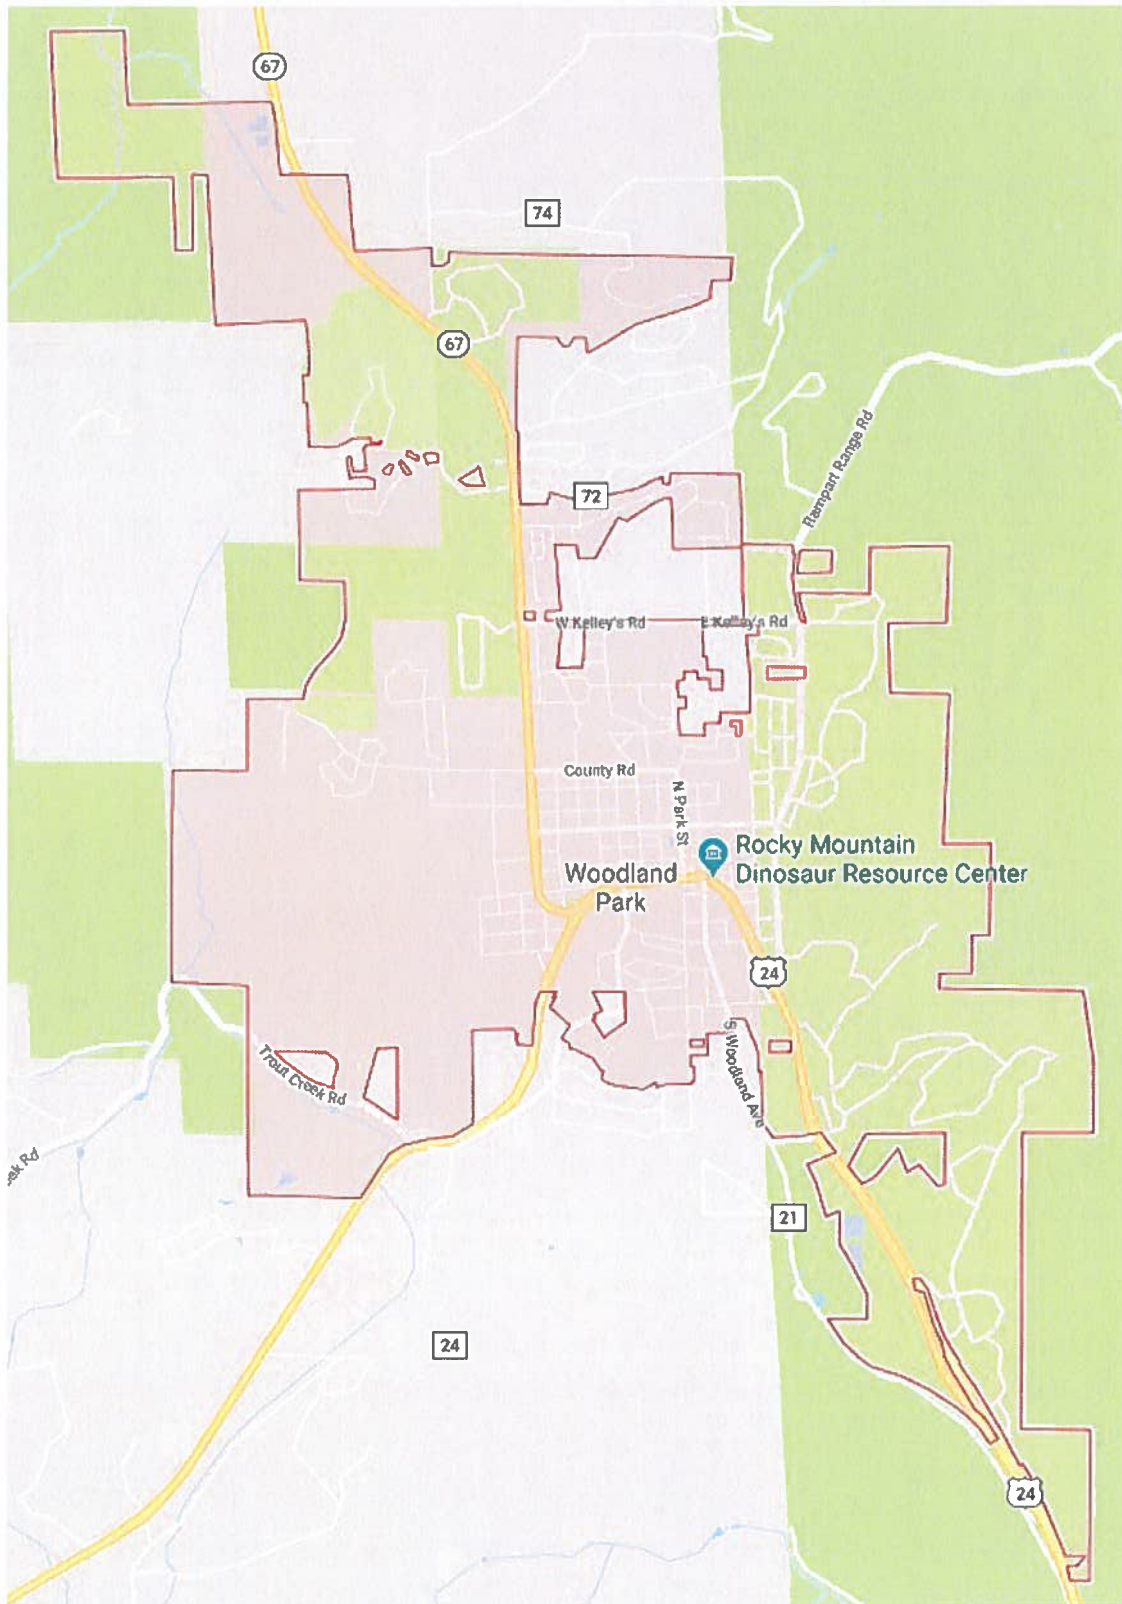 67
74
67
Rampart Range Rd
72
W Kelley's Rd
E Kelley's Rd
County Rd
N Park St
Rocky Mountain
Dinosaur Resource Center
Woodland
Park
24
S Woodland Ave
Trout Creek Rd
Rd
21
24
24